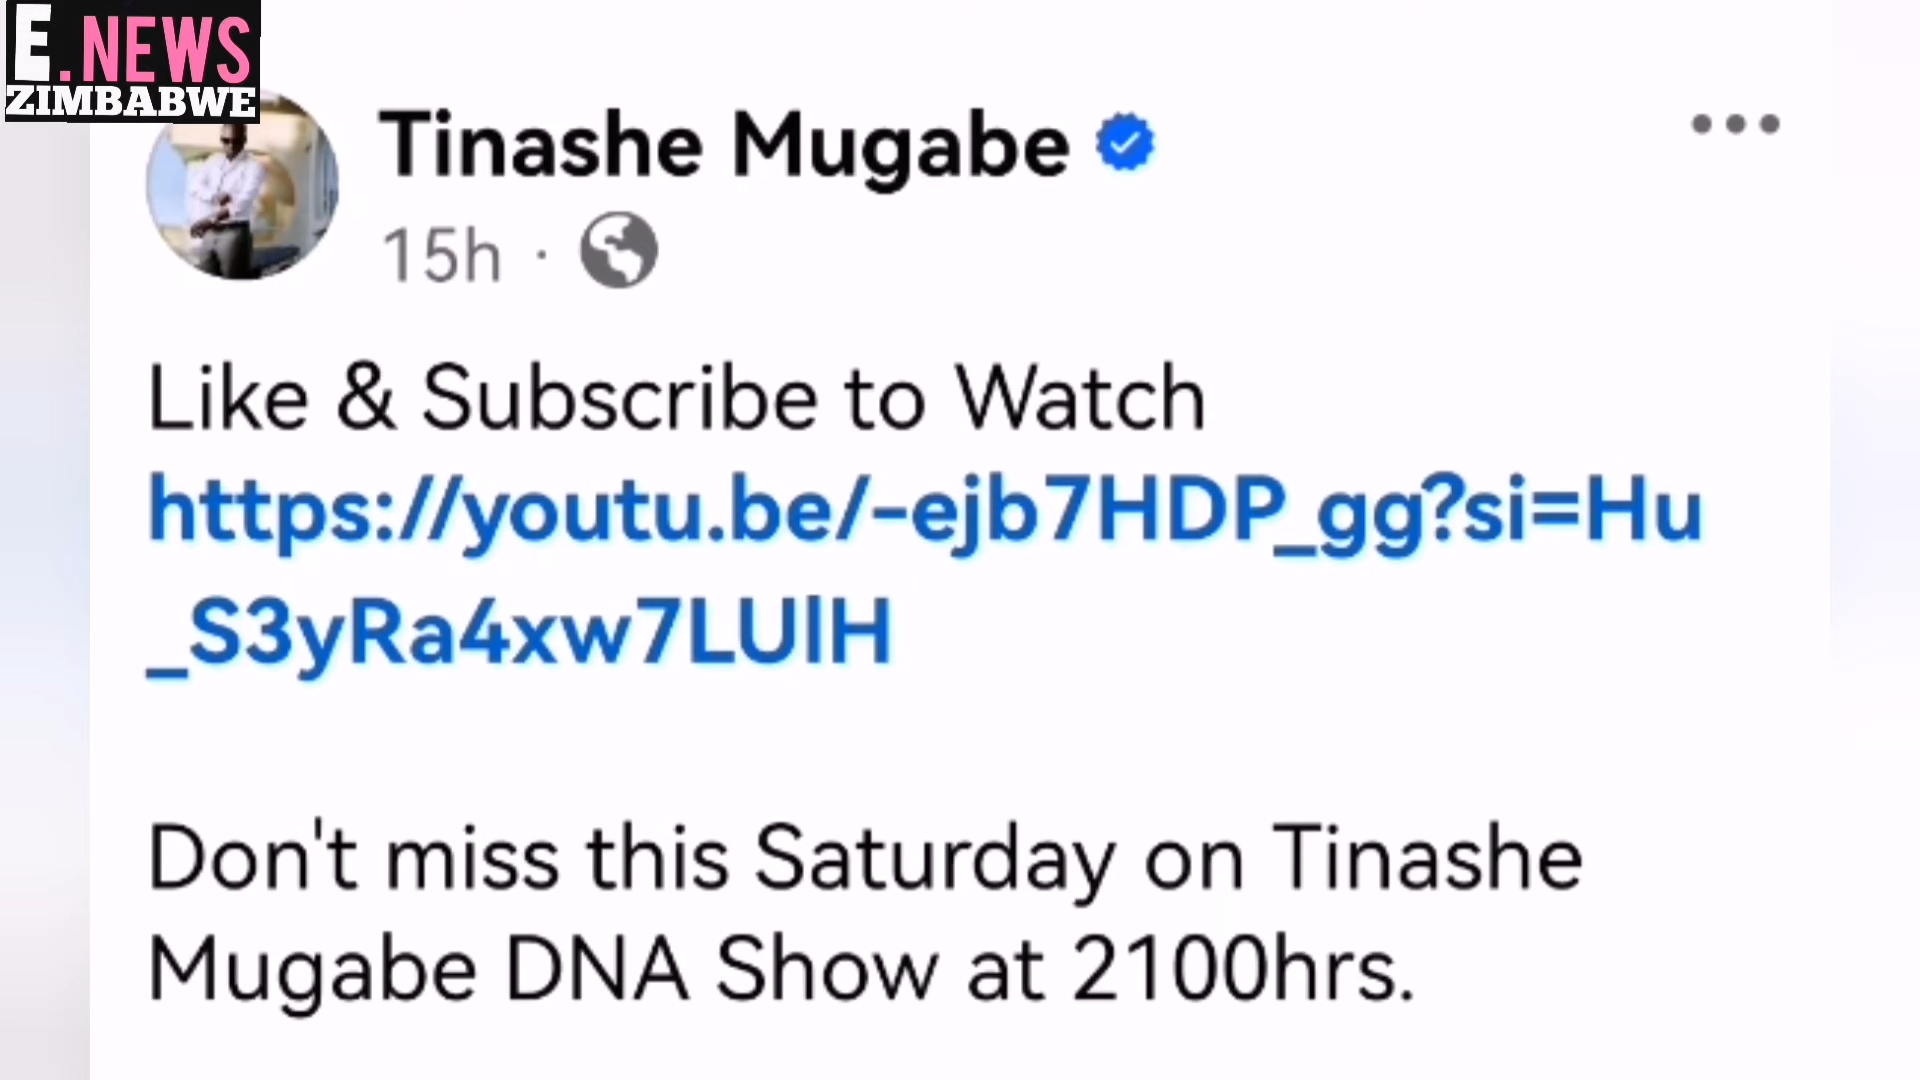 E.NEWS
ZIMBABWE
Tinashe Mugabe
15h ·
Like & Subscribe to Watch
https://youtu.be/-ejb7HDP_gg?si=Hu
_S3yRa4xw7LUlH
Don't miss this Saturday on Tinashe
Mugabe DNA Show at 2100hrs.